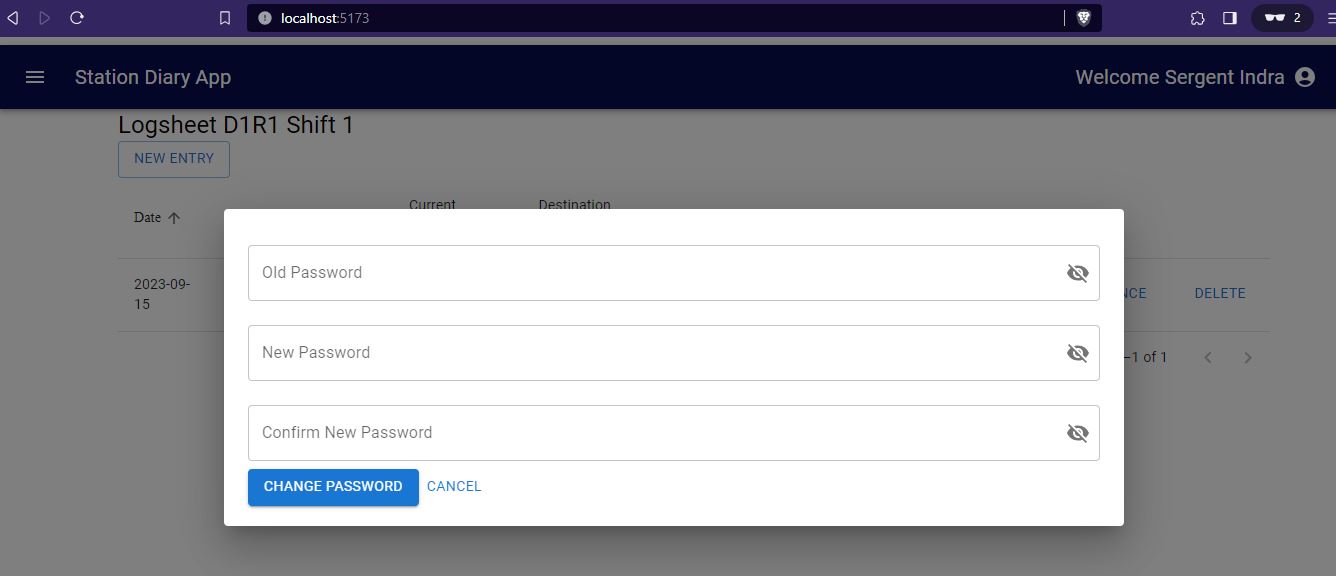 localhost:5173
2
Station Diary App
Welcome Sergent Indra
Logsheet D1R1 Shift 1
NEW ENTRY
Date
Current
Destination
2023-09-
15
DELETE
1 of 1
Old Password
New Password
Confirm New Password
CHANGE PASSWORD
CANCEL